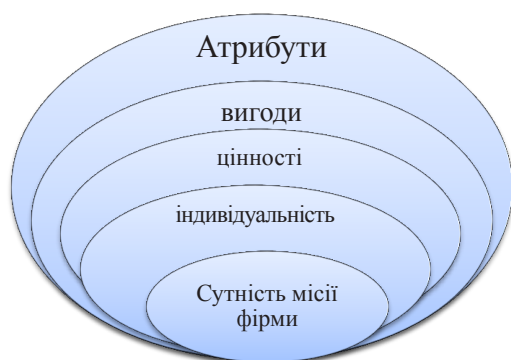 Атрибути
вигоди
цінності
індивідуальність
Сутність місії
фірми